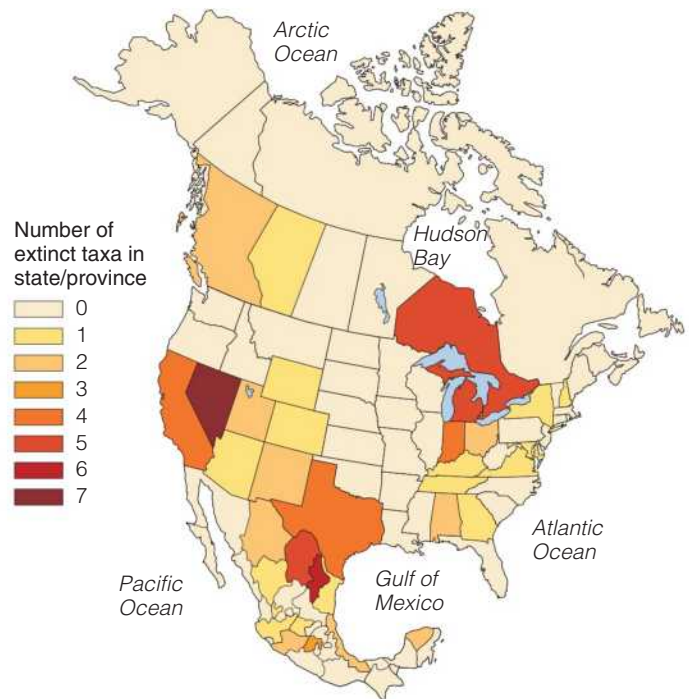 Arctic
Ocean
Number of
extinct taxa in
state/province
0
1
2
3
4
5
6
7
Hudson
Bay
Atlantic
Ocean
Pacific
Ocean
Gulf of
Mexico